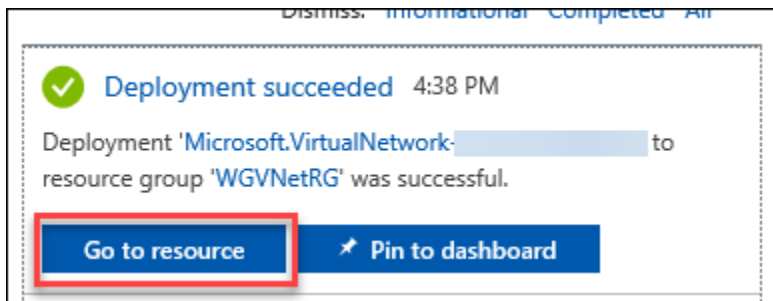 Dismiss: Informational Completed All
Deployment succeeded 4:38 PM
Deployment 'Microsoft.VirtualNetwork- to
resource group 'WGVNetRG' was successful.
Go to resource Pin to dashboard